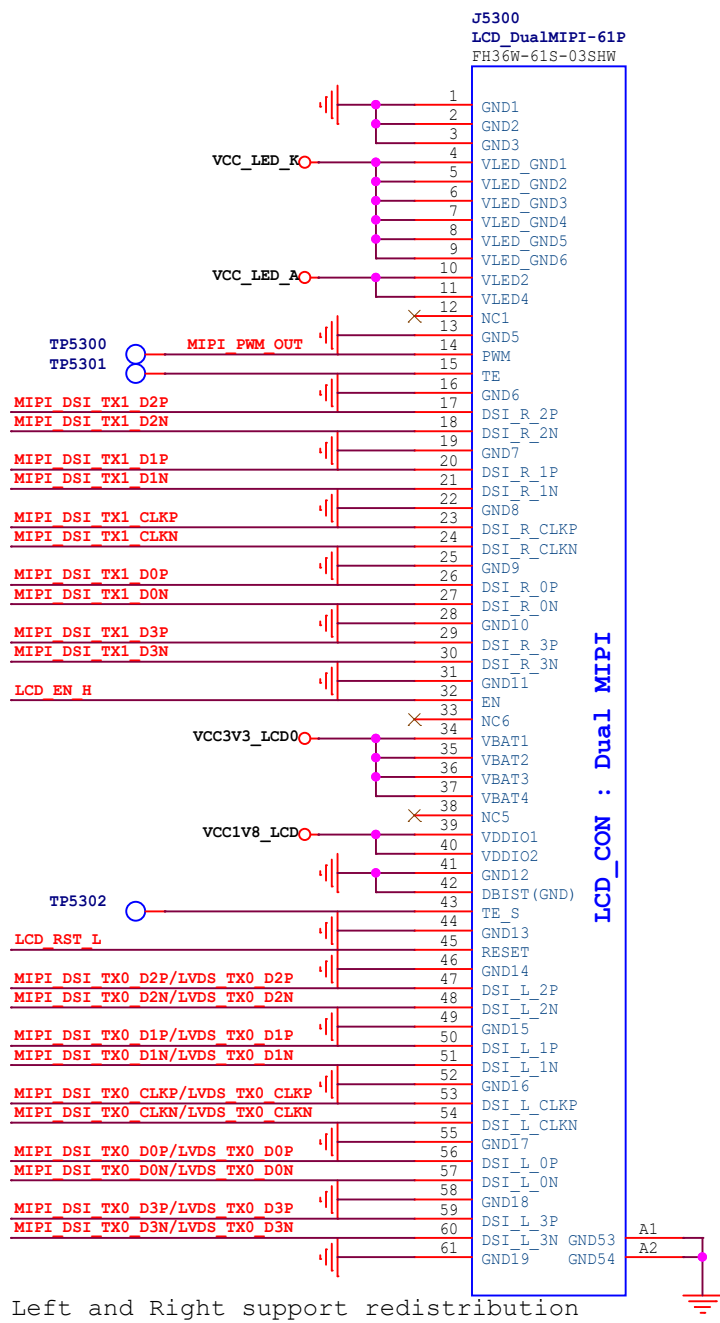 J5300
LCD_DualMIPI-61P
FH36W-61S-03SHW
1 GND1
2 GND2
3 GND3
VCC_LED_K 4 VLED_GND1
5 VLED_GND2
6 VLED_GND3
7 VLED_GND4
8 VLED_GND5
9 VLED_GND6
VCC_LED_A 10 VLED2
11 VLED4
12 NC1
13 GND5
TP5300 MIPI_PWM_OUT 14 PWM
TP5301 15 TE
16 GND6
MIPI_DSI_TX1_D2P 17 DSI_R_2P
MIPI_DSI_TX1_D2N 18 DSI_R_2N
19 GND7
MIPI_DSI_TX1_D1P 20 DSI_R_1P
MIPI_DSI_TX1_D1N 21 DSI_R_1N
22 GND8
MIPI_DSI_TX1_CLKP 23 DSI_R_CLKP
MIPI_DSI_TX1_CLKN 24 DSI_R_CLKN
25 GND9
MIPI_DSI_TX1_D0P 26 DSI_R_0P
MIPI_DSI_TX1_D0N 27 DSI_R_0N
28 GND10
MIPI_DSI_TX1_D3P 29 DSI_R_3P
MIPI_DSI_TX1_D3N 30 DSI_R_3N
31 GND11
LCD_EN_H 32 EN
33 NC6
VCC3V3_LCD0 34 VBAT1
35 VBAT2
36 VBAT3
37 VBAT4
38 NC5
VCC1V8_LCD 39 VDDIO1
40 VDDIO2
41 GND12
42 DBIST(GND)
TP5302 43 TE_S
44 GND13
LCD_RST_L 45 RESET
46 GND14
MIPI_DSI_TX0_D2P/LVDS_TX0_D2P 47 DSI_L_2P
MIPI_DSI_TX0_D2N/LVDS_TX0_D2N 48 DSI_L_2N
49 GND15
MIPI_DSI_TX0_D1P/LVDS_TX0_D1P 50 DSI_L_1P
MIPI_DSI_TX0_D1N/LVDS_TX0_D1N 51 DSI_L_1N
52 GND16
MIPI_DSI_TX0_CLKP/LVDS_TX0_CLKP 53 DSI_L_CLKP
MIPI_DSI_TX0_CLKN/LVDS_TX0_CLKN 54 DSI_L_CLKN
55 GND17
MIPI_DSI_TX0_D0P/LVDS_TX0_D0P 56 DSI_L_0P
MIPI_DSI_TX0_D0N/LVDS_TX0_D0N 57 DSI_L_0N
58 GND18
MIPI_DSI_TX0_D3P/LVDS_TX0_D3P 59 DSI_L_3P
MIPI_DSI_TX0_D3N/LVDS_TX0_D3N 60 DSI_L_3N GND53 A1
61 GND19 GND54 A2
LCD_CON : Dual MIPI
Left and Right support redistribution